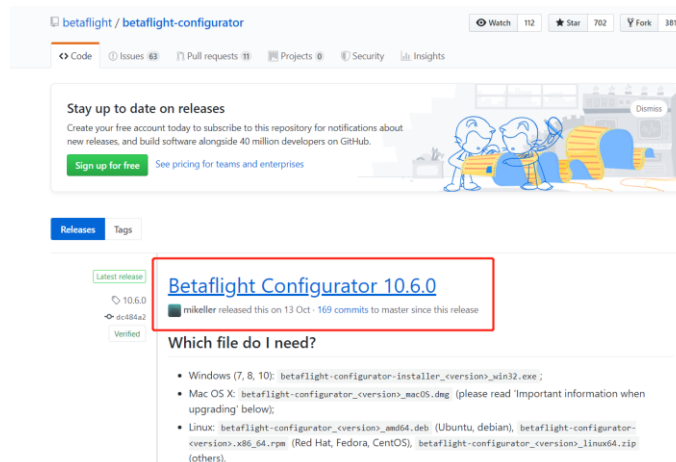 betaflight / betaflight-configurator
Watch 112 Star 702 Fork 381
Code Issues 63 Pull requests 11 Projects 0 Security Insights
Stay up to date on releases
Dismiss
Create your free account today to subscribe to this repository for notifications about
new releases, and build software alongside 40 million developers on GitHub.
Sign up for free See pricing for teams and enterprises
Releases Tags
Latest release
10.6.0
dc484a2
Verified
Betaflight Configurator 10.6.0
mikeller released this on 13 Oct · 169 commits to master since this release
Which file do I need?
• Windows (7, 8, 10): betaflight-configurator-installer_<version>_win32.exe ;
• Mac OS X: betaflight-configurator_<version>_macOS.dmg (please read 'Important information when
upgrading' below);
• Linux: betaflight-configurator_<version>_amd64.deb (Ubuntu, debian), betaflight-configurator-
<version>.x86_64.rpm (Red Hat, Fedora, CentOS), betaflight-configurator_<version>_linux64.zip
(others).